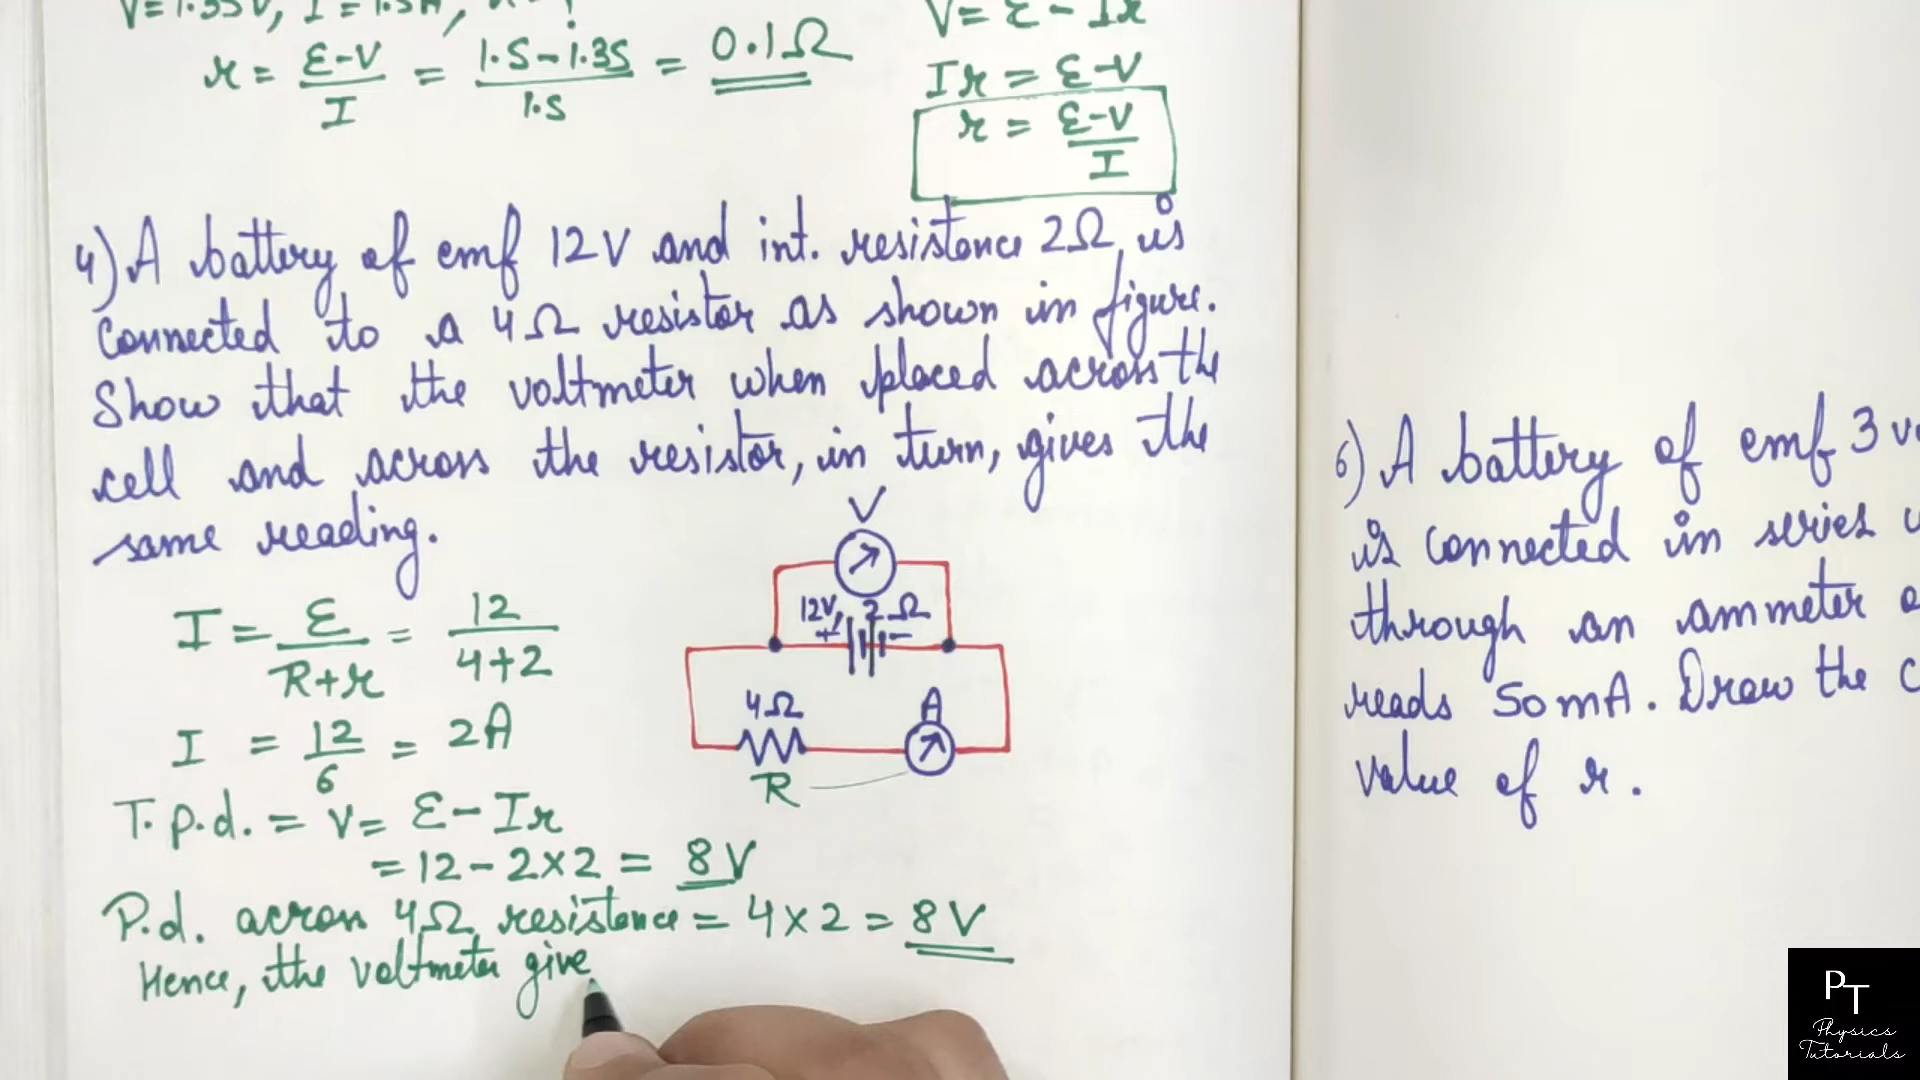 V=1.35V, I=1.5A,
r = ε-V/I = 1.5-1.35/1.5 = 0.1Ω
V = ε - Ir
Ir = ε-V
r = ε-V/I
4) A battery of emf 12V and int. resistance 2Ω is
connected to a 4Ω resistor as shown in figure.
Show that the voltmeter when placed across the
cell and across the resistor, in turn, gives the
same reading.
V
12V, 2Ω
+ -
4Ω
A
R
I = ε/R+r = 12/4+2
I = 12/6 = 2A
T.p.d. = V = ε - Ir
= 12 - 2×2 = 8V
P.d. across 4Ω resistance = 4×2 = 8V
Hence, the voltmeter give
6) A battery of emf 3
is connected in series
through an ammeter
reads 50mA. Draw the
value of r.
PT
Physics
Tutorials